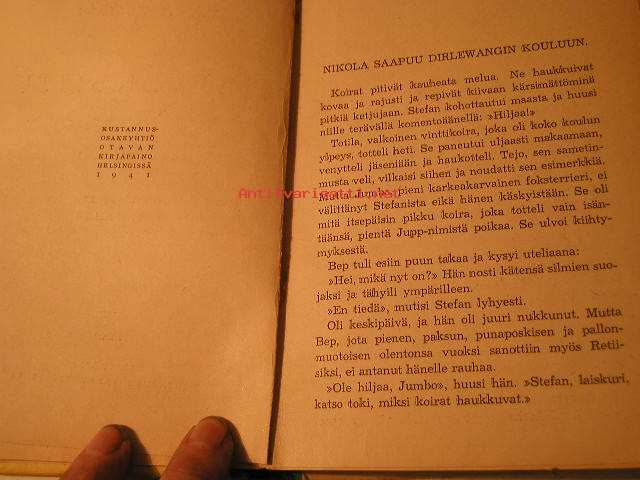 KUSTANNUS-
OSAKEYHTIÖ
OTAVAN
KIRJAPAINO
HELSINGISSÄ
1941
NIKOLA SAAPUU DIRLEWANGIN KOULUUN.
Koirat pitivät kauheata melua. Ne haukkuivat
kovaa ja rajusti ja repivät kiivaan kärsimättöminä
pitkiä ketjujaan. Stefan kohottautui maasta ja huusi
niille terävällä komentoäänellä: »Hiljaa!»
Totila, valkoinen vinttikoira, joka oli koko koulun
ylpeys, totteli heti. Se paneutui uljaasti makaamaan,
venytteli jäseniään ja haukotteli. Tejo, sen sametin-
musta veli, vilkaisi siihen ja noudatti sen esimerkkiä.
Mutta pieni karkeakarvainen foksterrieri, ei
välittänyt Stefanista eikä hänen käskyistään. Se oli
mitä itsepäisin pikku koira, joka totteli vain isän-
täänsä, pientä Jupp-nimistä poikaa. Se ulvoi kiihty-
myksestä.
Bep tuli esiin puun takaa ja kysyi uteliaana:
»Hei, mikä nyt on?» Hän nosti kätensä silmien suo-
jaksi ja tähyili ympärilleen.
»En tiedä», mutisi Stefan lyhyesti.
Oli keskipäivä, ja hän oli juuri nukkunut. Mutta
Bep, jota pienen, paksun, punaposkisen ja pallon-
muotoisen olentonsa vuoksi sanottiin myös Retii-
siksi, ei antanut hänelle rauhaa.
»Ole hiljaa, Jumbo», huusi hän. »Stefan, laiskuri,
katso toki, miksi koirat haukkuvat.»